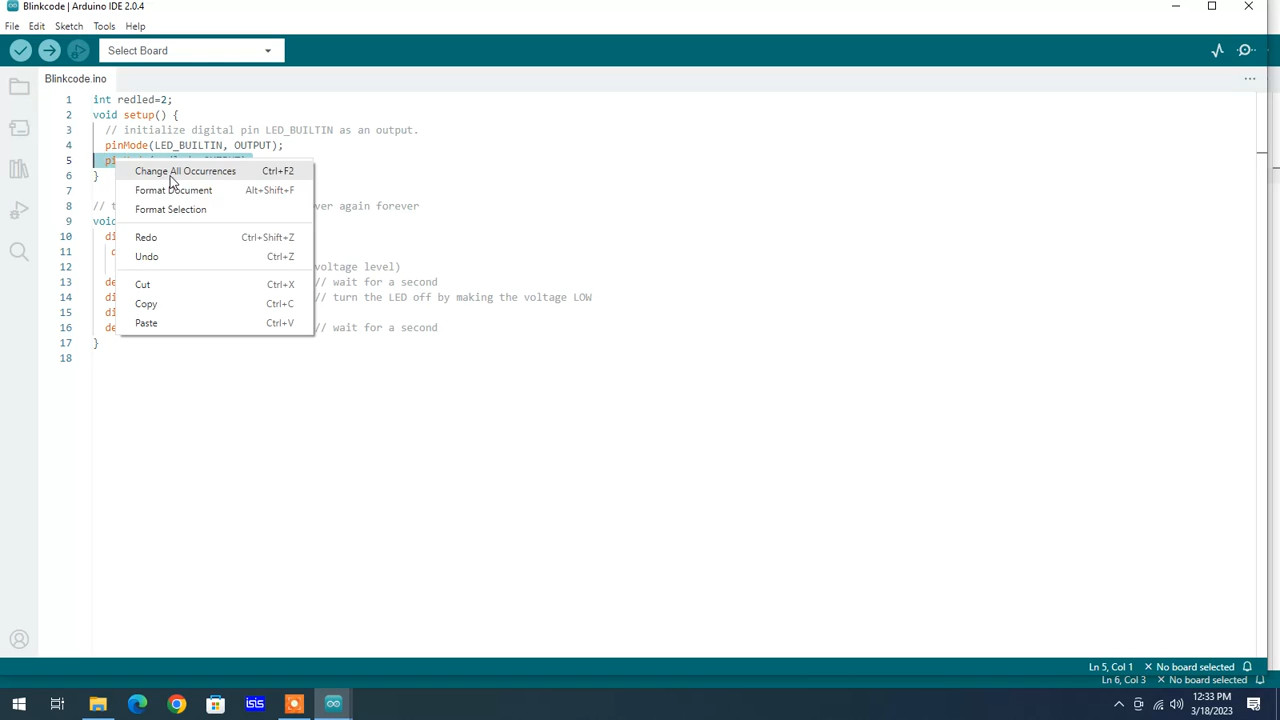 Blinkcode | Arduino IDE 2.0.4
File Edit Sketch Tools Help
Select Board
Blinkcode.ino
1 int redled=2;
2 void setup() {
3 // initialize digital pin LED_BUILTIN as an output.
4 pinMode(LED_BUILTIN, OUTPUT);
5 pi
Change All Occurrences Ctrl+F2
6 }
Format Document Alt+Shift+F
7
8 // t ver again forever
Format Selection
9 void
10 di
Redo Ctrl+Shift+Z
11
Undo Ctrl+Z
12 voltage level)
13 de // wait for a second
Cut Ctrl+X
14 di // turn the LED off by making the voltage LOW
Copy Ctrl+C
15 di
Paste Ctrl+V
16 de // wait for a second
17 }
18
Ln 5, Col 1 No board selected
Ln 6, Col 3 No board selected
isis
12:33 PM
3/18/2023